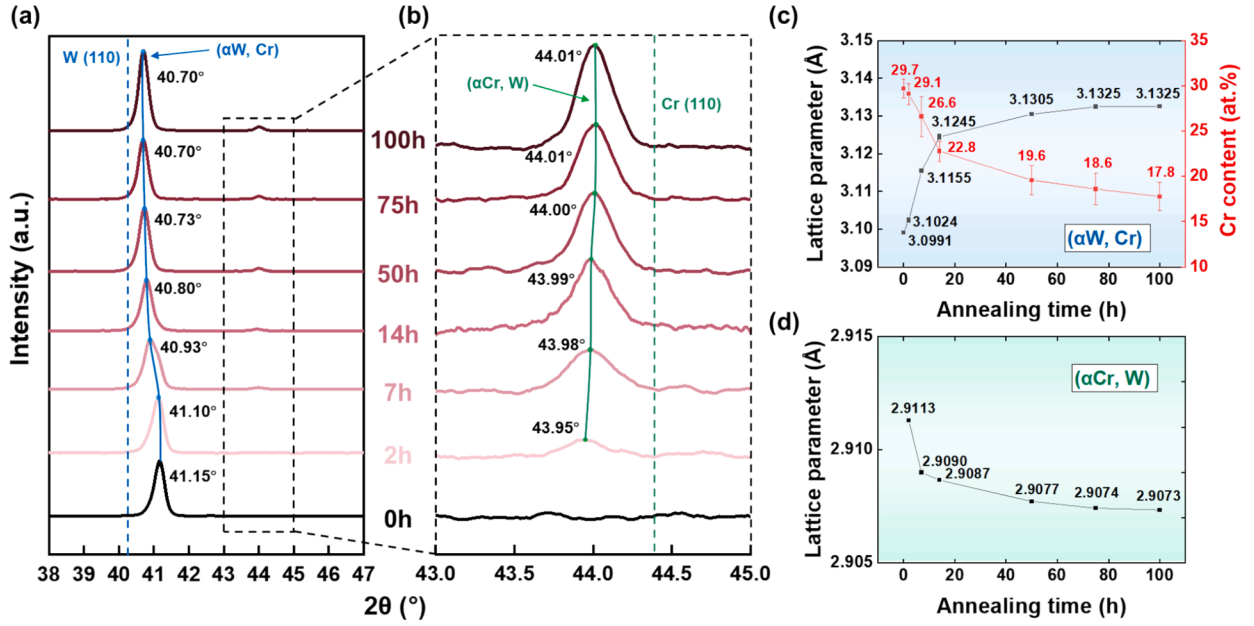 (a)
W (110)
(αW, Cr)
40.70°
40.70°
40.73°
40.80°
40.93°
41.10°
41.15°
Intensity (a.u.)
38 39 40 41 42 43 44 45 46 47
100h
75h
50h
14h
7h
2h
0h
(b)
44.01°
(αCr, W)
Cr (110)
44.01°
44.00°
43.99°
43.98°
43.95°
43.0 43.5 44.0 44.5 45.0
2θ (°)
(c)
Lattice parameter (Å)
3.15
3.14
3.13
3.12
3.11
3.10
3.09
29.7
29.1
26.6
22.8
19.6
18.6
17.8
3.0991
3.1024
3.1155
3.1245
3.1305
3.1325
3.1325
(αW, Cr)
35
30
25
20
15
10
Cr content (at.%)
0 20 40 60 80 100
Annealing time (h)
(d)
Lattice parameter (Å)
2.915
2.910
2.905
(αCr, W)
2.9113
2.9090
2.9087
2.9077
2.9074
2.9073
0 20 40 60 80 100
Annealing time (h)